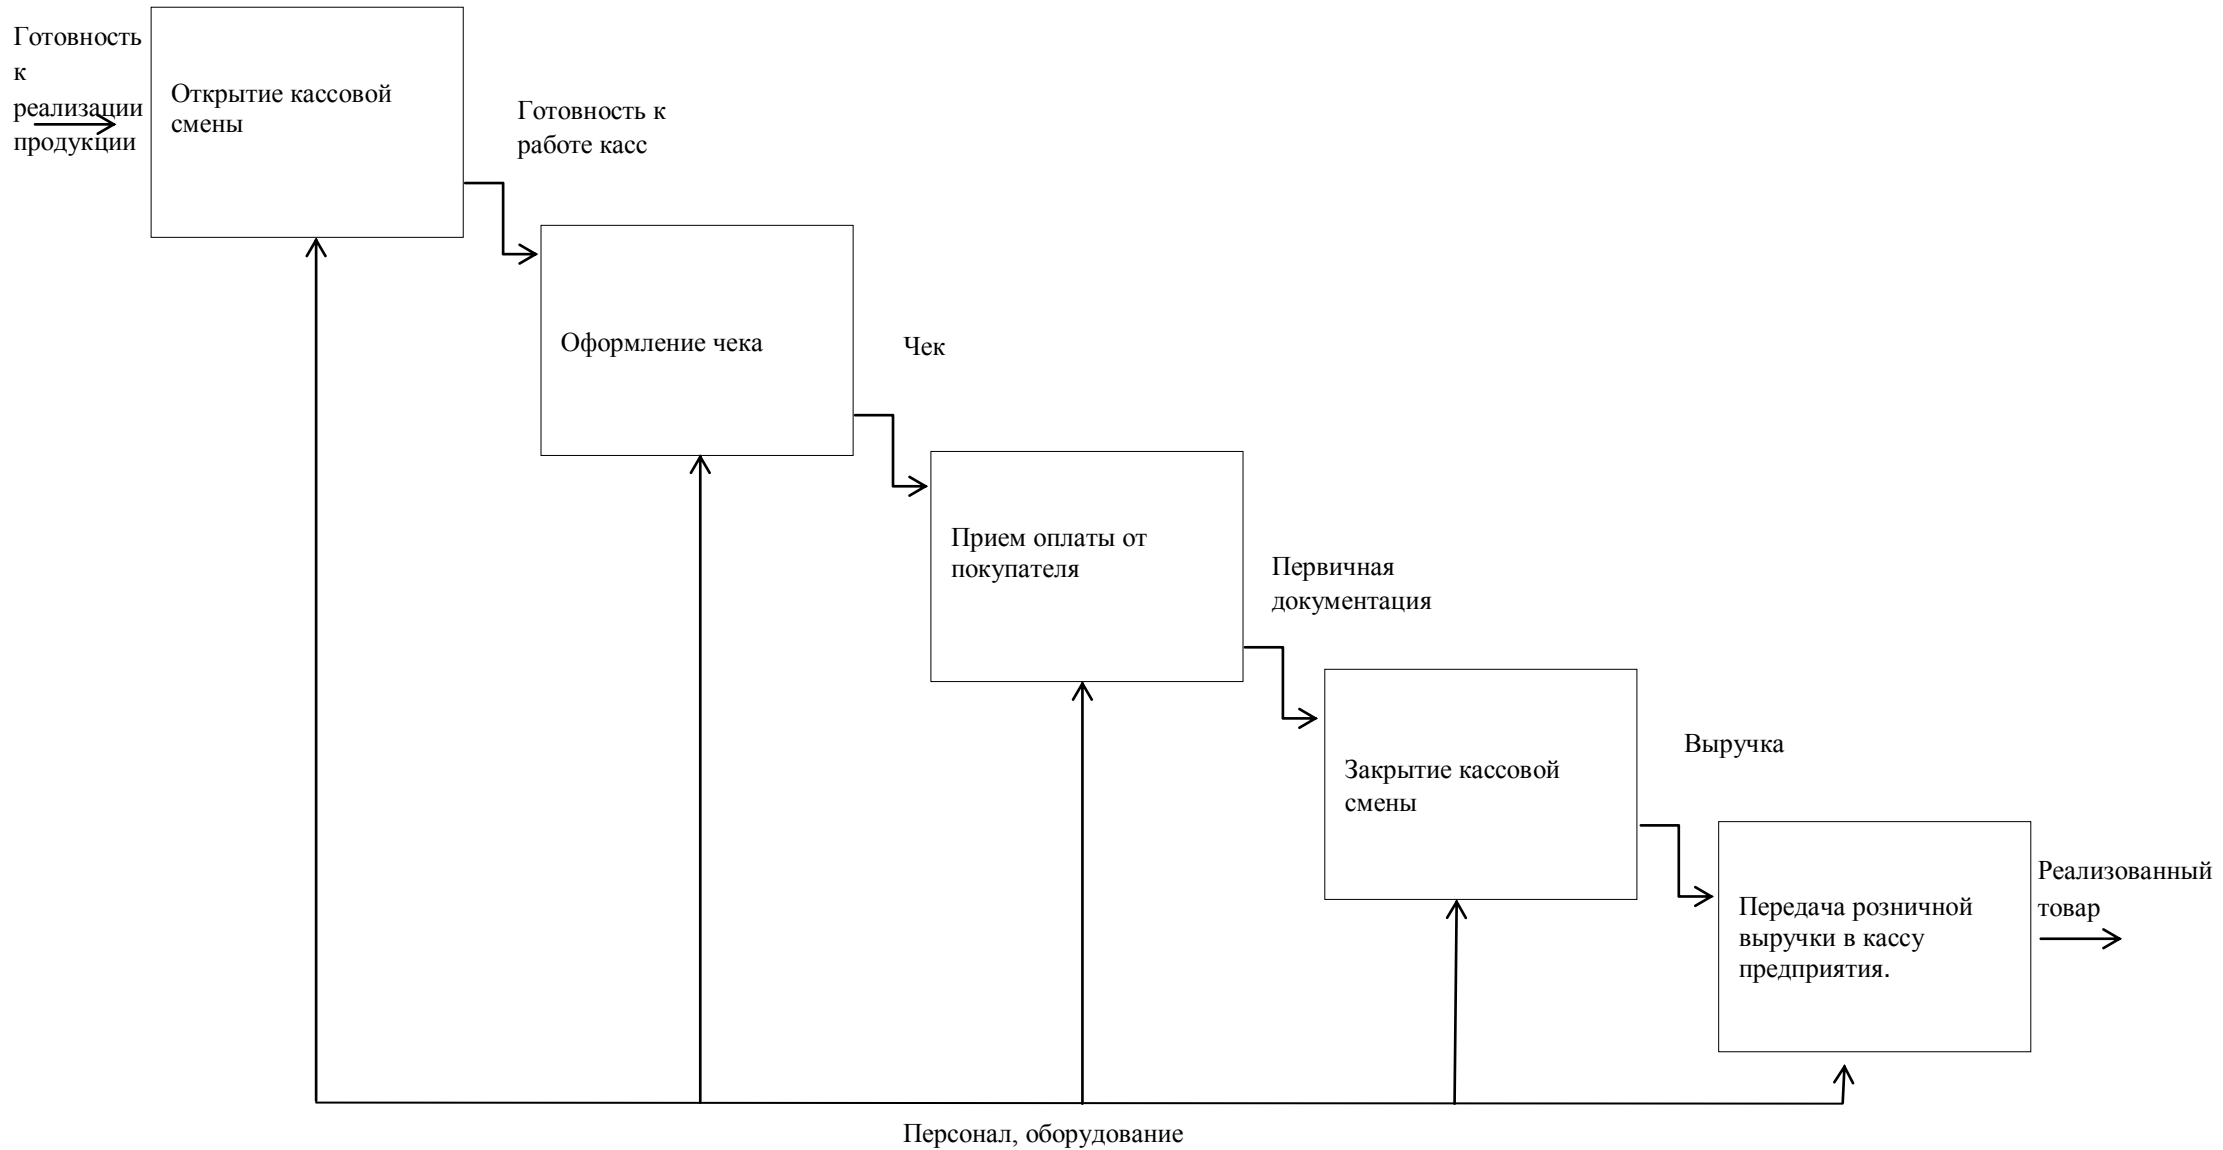 Готовность
к
реализации
продукции
Открытие кассовой
смены
Готовность к
работе касс
Оформление чека
Чек
Прием оплаты от
покупателя
Первичная
документация
Закрытие кассовой
смены
Выручка
Передача розничной
выручки в кассу
предприятия.
Реализованный
товар
Персонал, оборудование